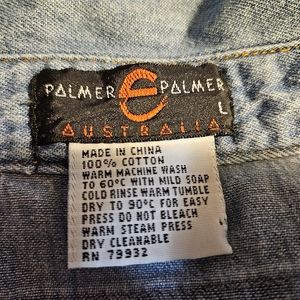 PALMER E PALMER
L
AUSTRALIA
MADE IN CHINA
100% COTTON
WARM MACHINE WASH
TO 60°C WITH MILD SOAP
COLD RINSE WARM TUMBLE
DRY TO 90°C FOR EASY
PRESS DO NOT BLEACH
WARM STEAM PRESS
DRY CLEANABLE
RN 79932